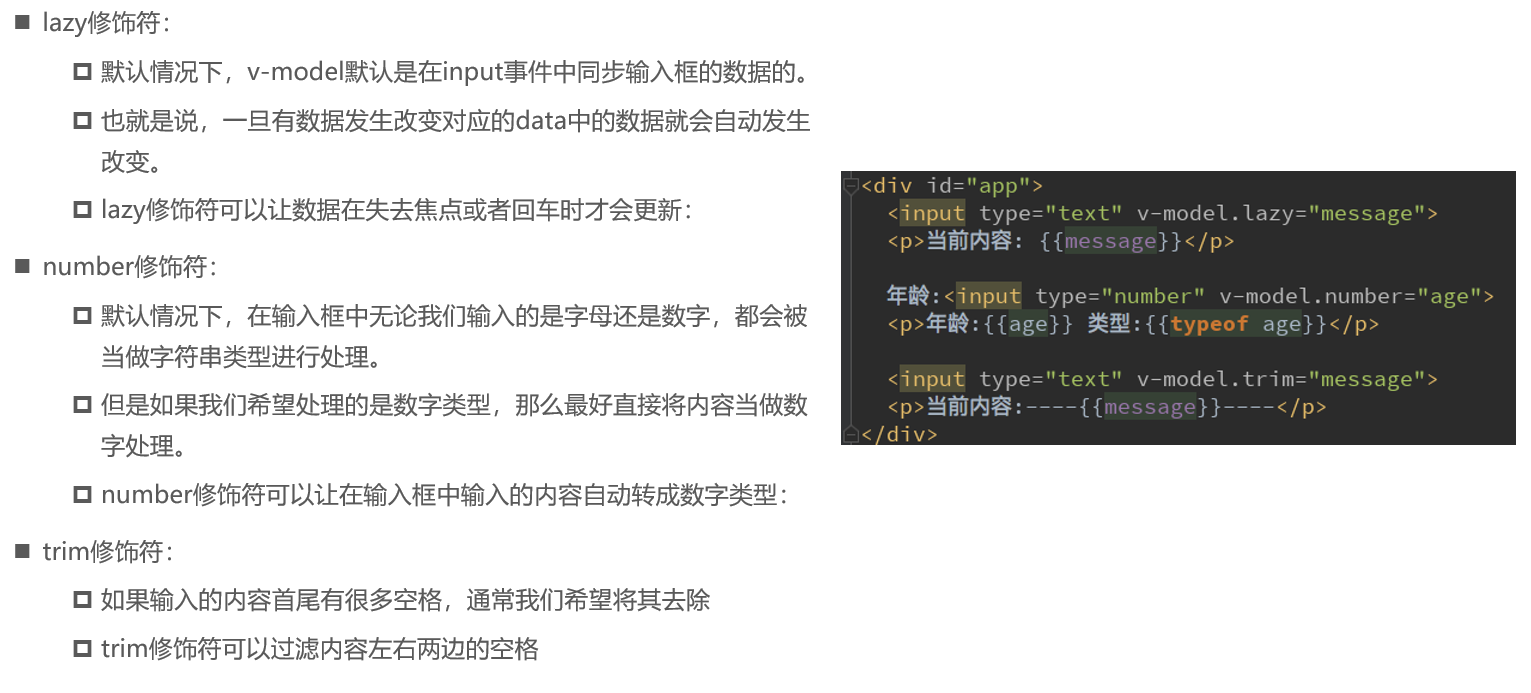 lazy修饰符：
默认情况下，v-model默认是在input事件中同步输入框的数据的。
也就是说，一旦有数据发生改变对应的data中的数据就会自动发生
改变。
lazy修饰符可以让数据在失去焦点或者回车时才会更新：
number修饰符：
默认情况下，在输入框中无论我们输入的是字母还是数字，都会被
当做字符串类型进行处理。
但是如果我们希望处理的是数字类型，那么最好直接将内容当做数
字处理。
number修饰符可以让在输入框中输入的内容自动转成数字类型：
trim修饰符：
如果输入的内容首尾有很多空格，通常我们希望将其去除
trim修饰符可以过滤内容左右两边的空格
<div id="app">
<input type="text" v-model.lazy="message">
<p>当前内容: {{message}}</p>
年龄:<input type="number" v-model.number="age">
<p>年龄:{{age}} 类型:{{typeof age}}</p>
<input type="text" v-model.trim="message">
<p>当前内容:----{{message}}----</p>
</div>